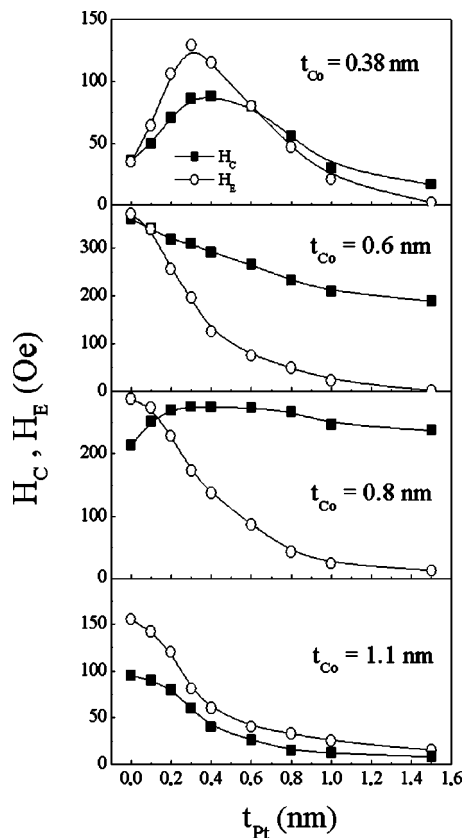 150
100
50
0
t_Co = 0.38 nm
H_C
H_E
300
200
100
0
t_Co = 0.6 nm
200
100
0
t_Co = 0.8 nm
150
100
50
0
t_Co = 1.1 nm
H_C , H_E (Oe)
0.0 0.2 0.4 0.6 0.8 1.0 1.2 1.4 1.6
t_Pt (nm)